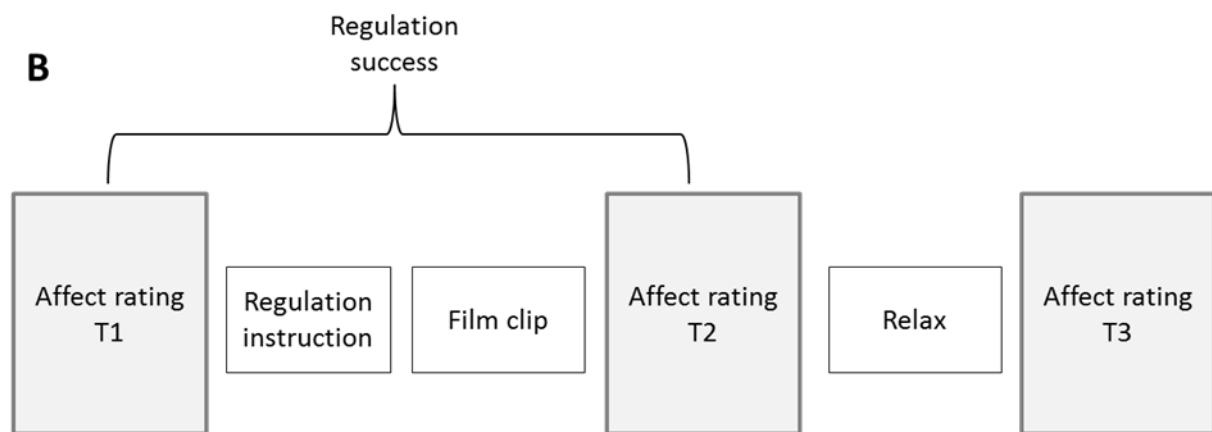 Regulation
success
B
Affect rating
T1
Regulation
instruction
Film clip
Affect rating
T2
Relax
Affect rating
T3